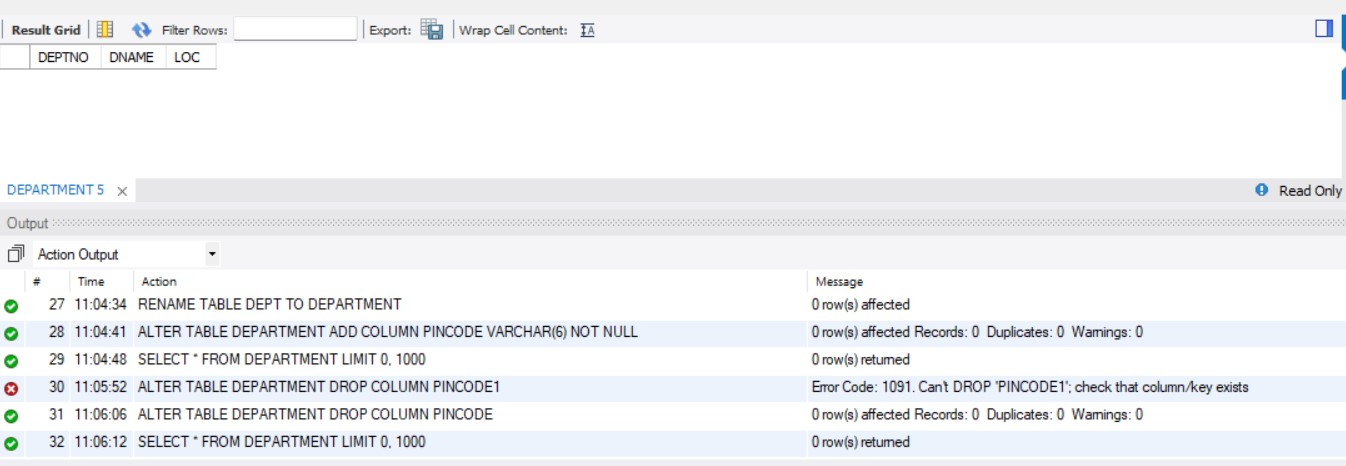 Result Grid Filter Rows: Export: Wrap Cell Content: IA
DEPTNO DNAME LOC
DEPARTMENT 5 Read Only
Output
Action Output
# Time Action Message
27 11:04:34 RENAME TABLE DEPT TO DEPARTMENT 0 row(s) affected
28 11:04:41 ALTER TABLE DEPARTMENT ADD COLUMN PINCODE VARCHAR(6) NOT NULL 0 row(s) affected Records: 0 Duplicates: 0 Warnings: 0
29 11:04:48 SELECT * FROM DEPARTMENT LIMIT 0, 1000 0 row(s) returned
30 11:05:52 ALTER TABLE DEPARTMENT DROP COLUMN PINCODE1 Error Code: 1091. Can't DROP 'PINCODE1'; check that column/key exists
31 11:06:06 ALTER TABLE DEPARTMENT DROP COLUMN PINCODE 0 row(s) affected Records: 0 Duplicates: 0 Warnings: 0
32 11:06:12 SELECT * FROM DEPARTMENT LIMIT 0, 1000 0 row(s) returned